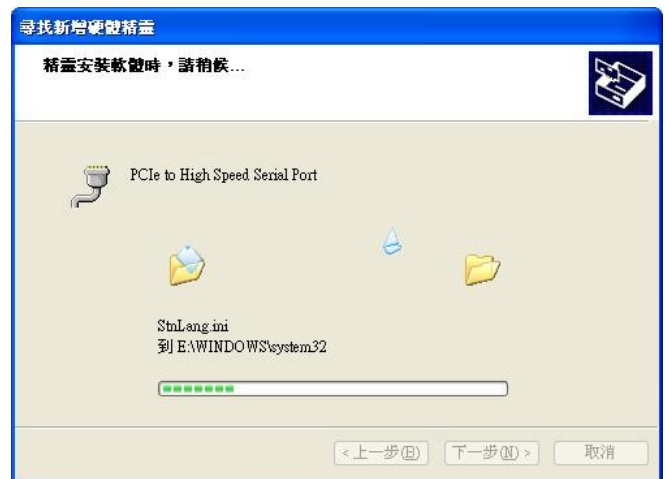 尋找新增硬體精靈
精靈安裝軟體時，請稍候...
PCIe to High Speed Serial Port
StnLang.ini
到 E:\WINDOWS\system32
<上一步(B)
下一步(N)>
取消